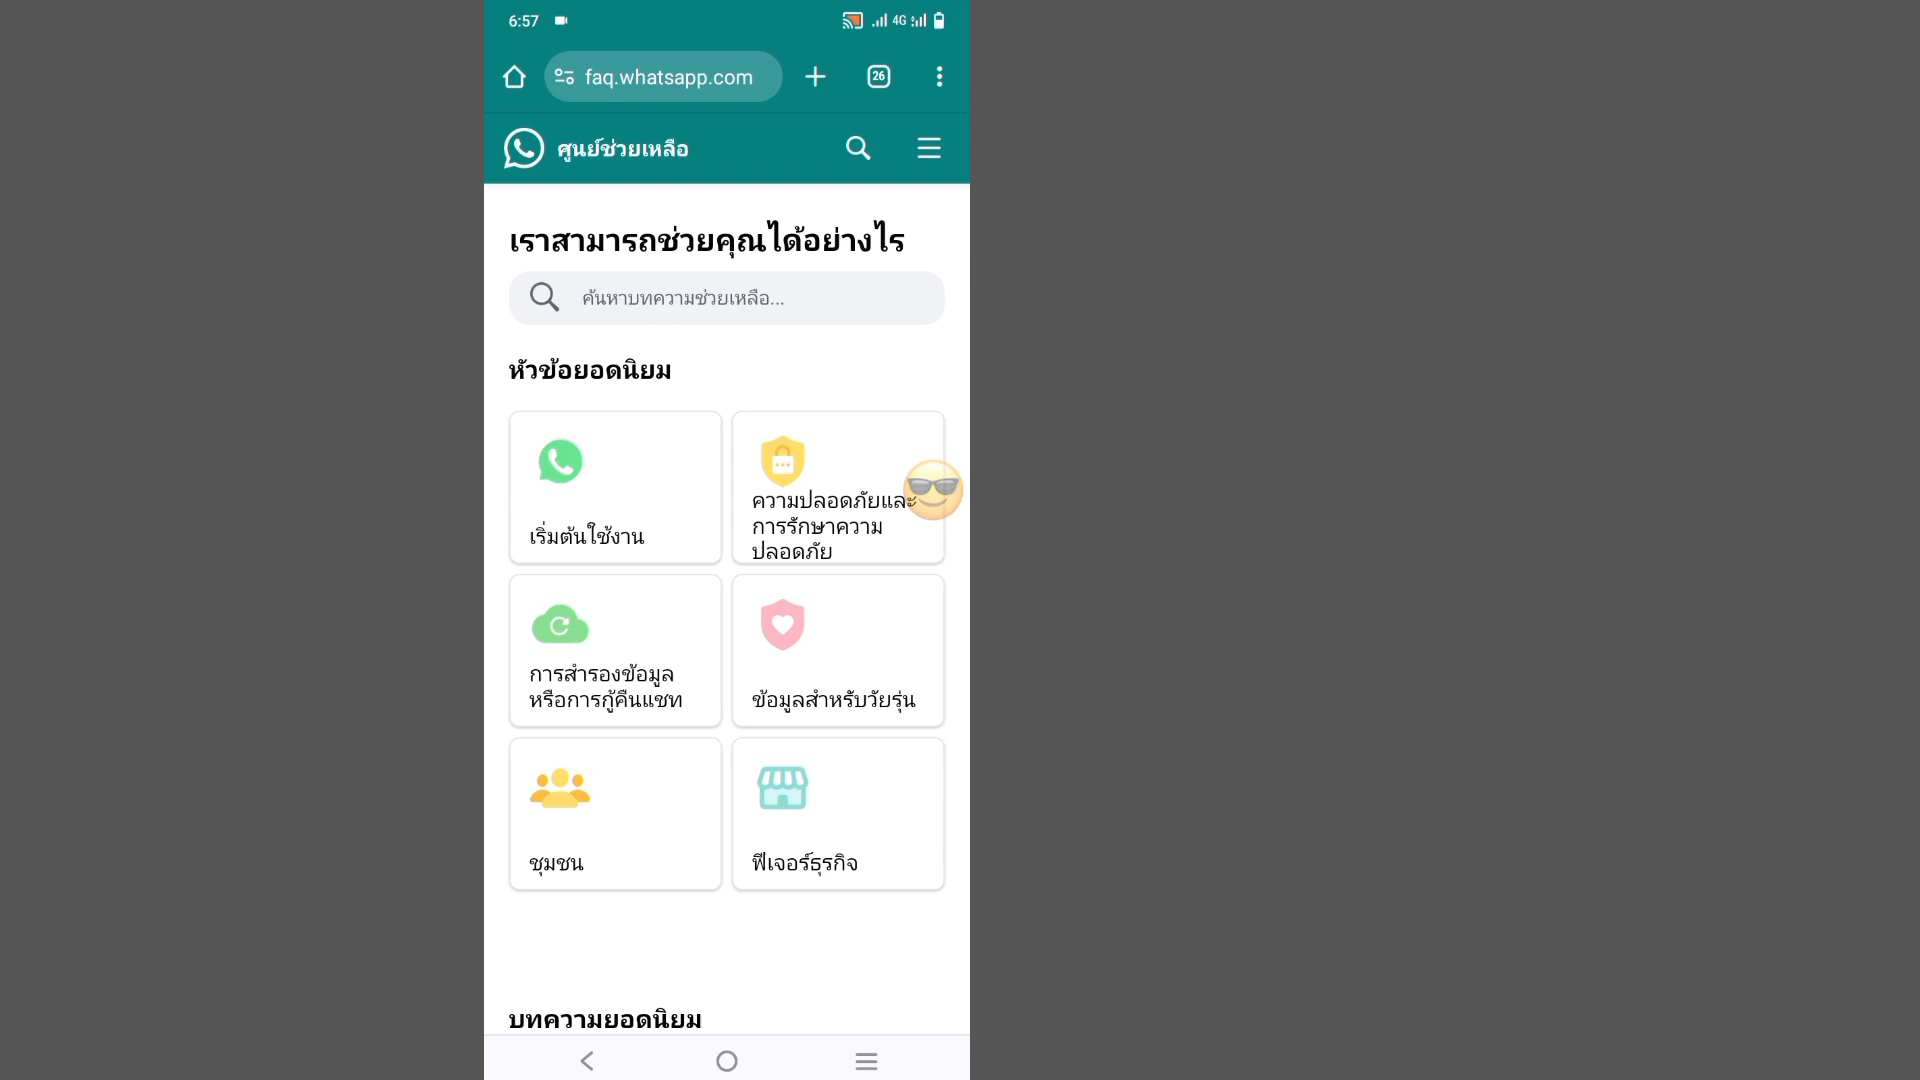 6:57
4G
faq.whatsapp.com
26
ศูนย์ช่วยเหลือ
เราสามารถช่วยคุณได้อย่างไร
ค้นหาบทความช่วยเหลือ...
หัวข้อยอดนิยม
เริ่มต้นใช้งาน
ความปลอดภัยและ
การรักษาความ
ปลอดภัย
การสำรองข้อมูล
หรือการกู้คืนแชท
ข้อมูลสำหรับวัยรุ่น
ชุมชน
ฟีเจอร์ธุรกิจ
บทความยอดนิยม